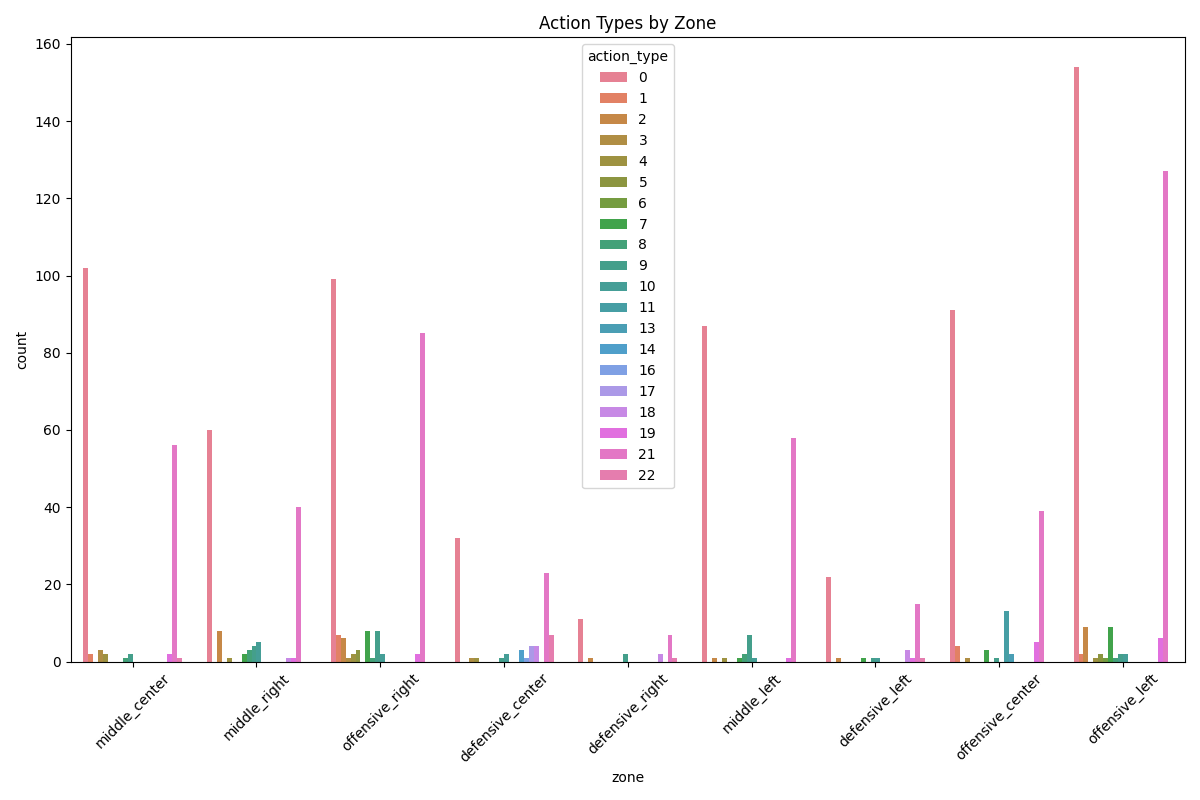 Action Types by Zone
action_type
0
1
2
3
4
5
6
7
8
9
10
11
13
14
16
17
18
19
21
22
count
160
140
120
100
80
60
40
20
0
middle_center
middle_right
offensive_right
defensive_center
defensive_right
middle_left
defensive_left
offensive_center
offensive_left
zone